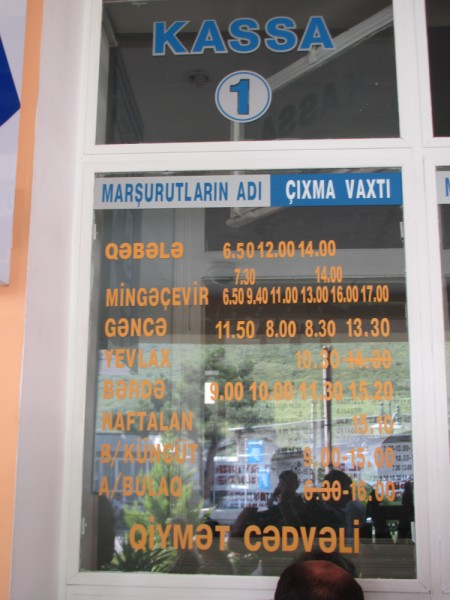 KASSA
1
MARŞURUTLARIN ADI ÇIXMA VAXTI
QƏBƏLƏ 6.50 12.00 14.00
7.30 14.00
MİNGƏÇEVİR 6.50 9.40 11.00 13.00 16.00 17.00
GƏNCƏ 11.50 8.00 8.30 13.30
YEVLAX 10.30 14.30
BƏRDƏ 9.00 10.00 11.30 15.20
NAFTALAN 15.10
B/KÜNGÜT 9.00-15.00
A/BULAQ 6.30-16.00
QİYMƏT CƏDVƏLİ